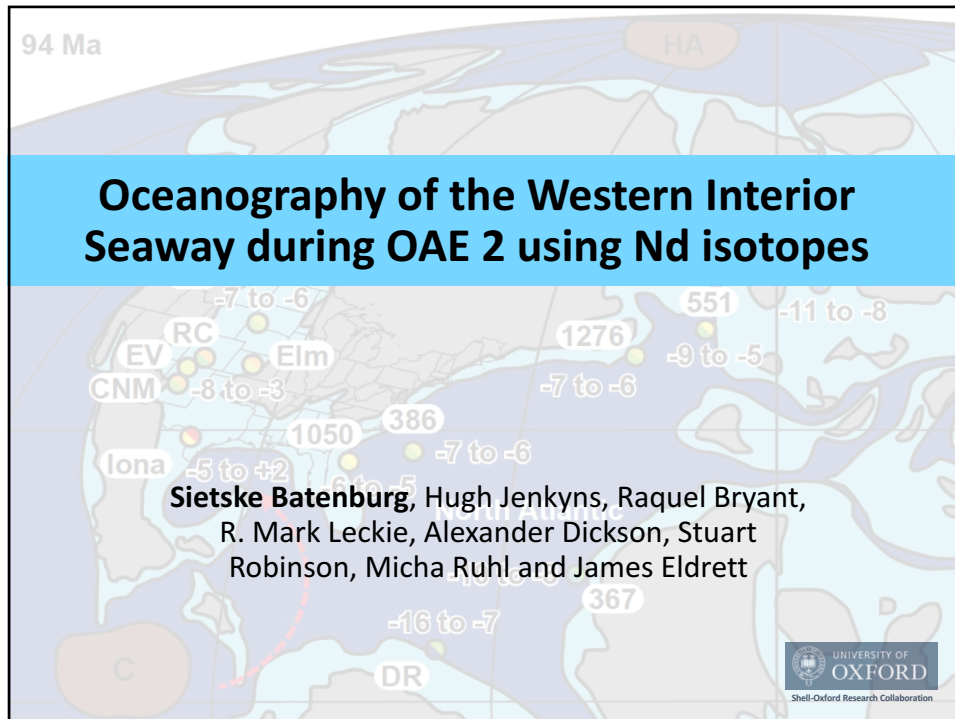 94 Ma
HA
Oceanography of the Western Interior
Seaway during OAE 2 using Nd isotopes
-7 to -6
551
-11 to -8
RC
1276
EV
Elm
-9 to -5
CNM
-8 to -3
-7 to -6
386
1050
Iona
-5 to +2
-7 to -6
Sietske Batenburg, Hugh Jenkyns, Raquel Bryant,
R. Mark Leckie, Alexander Dickson, Stuart
Robinson, Micha Ruhl and James Eldrett
367
-16 to -7
DR
C
UNIVERSITY OF
OXFORD
Shell-Oxford Research Collaboration